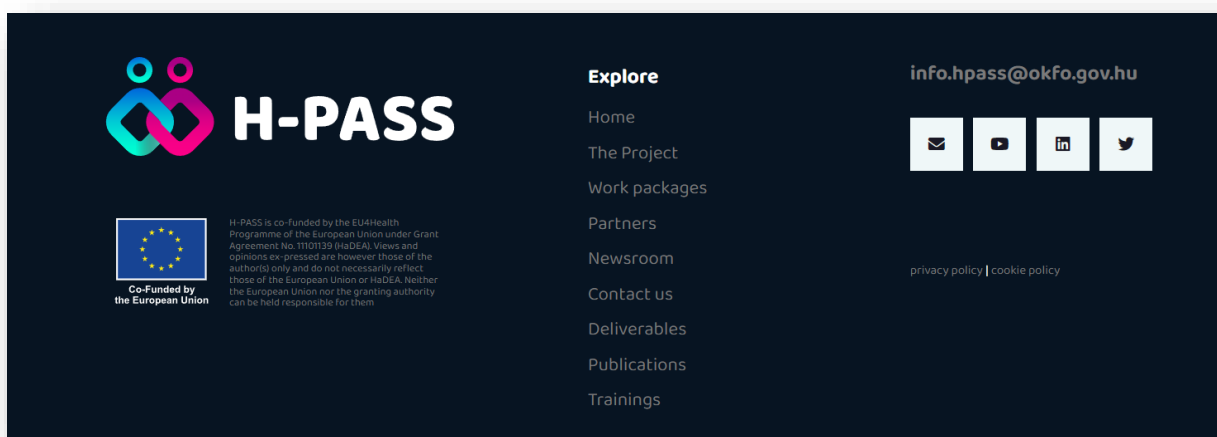 H-PASS
Co-Funded by
the European Union
H-PASS is co-funded by the EU4Health
Programme of the European Union under Grant
Agreement No. 11101139 (HaDEA). Views and
opinions ex-pressed are however those of the
author(s) only and do not necessarily reflect
those of the European Union or HaDEA. Neither
the European Union nor the granting authority
can be held responsible for them
Explore
Home
The Project
Work packages
Partners
Newsroom
Contact us
Deliverables
Publications
Trainings
info.hpass@okfo.gov.hu
privacy policy | cookie policy